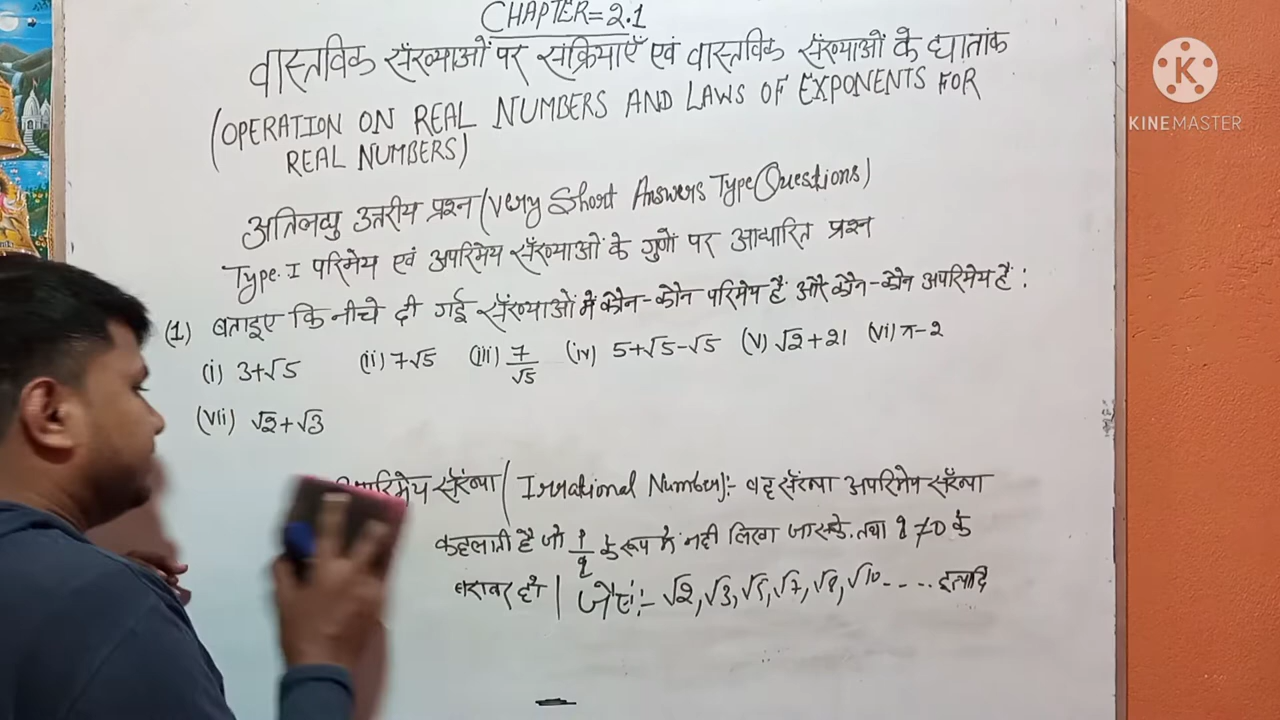 CHAPTER=2.1
वास्तविक सँख्याओं पर संक्रियाएँ एवं वास्तविक सँख्याओं के घातांक
(OPERATION ON REAL NUMBERS AND LAWS OF EXPONENTS FOR
REAL NUMBERS)
अतिलघु उत्तरीय प्रश्न (Very Short Answers Type Questions)
Type-I परिमेय एवं अपरिमेय सँख्याओं के गुणों पर आधारित प्रश्न
(1) बताइए कि नीचे दी गई सँख्याओं में कौन-कौन परिमेय हैं और कौन-कौन अपरिमेय हैं:
(i) 3+√5 (ii) 7√5 (iii) 7/√5 (iv) 5+√5-√5 (v) √2+21 (vi) π-2
(vii) √2+√3
अपरिमेय सँख्या (Irrational Number):- वह सँख्या अपरिमेय सँख्या
कहलाती है जो p/q के रूप में नही लिखा जा सके, तथा q≠0 के
बराबर हो| जैसे:- √2, √3, √5, √7, √8, √10 ---- इत्यादि
KINEMASTER